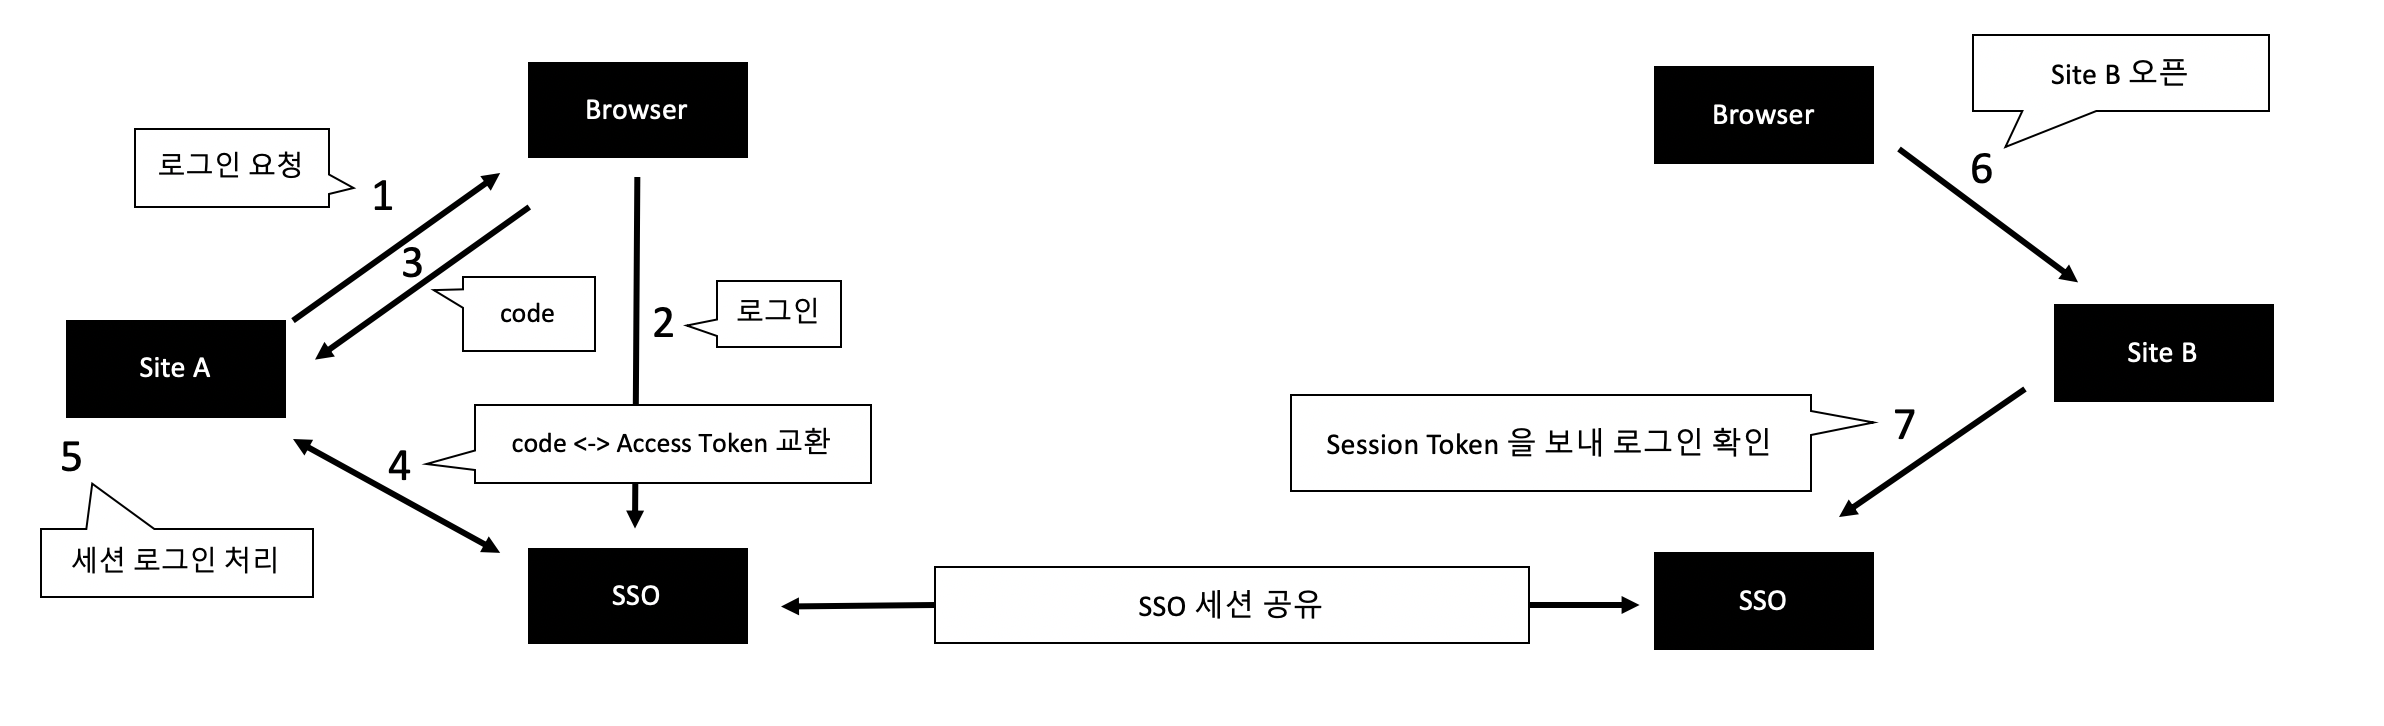 Browser
로그인 요청
1
3
code
2
로그인
Site A
5
4
code <-> Access Token 교환
세션 로그인 처리
SSO
SSO 세션 공유
Browser
Site B 오픈
6
Site B
7
Session Token 을 보내 로그인 확인
SSO